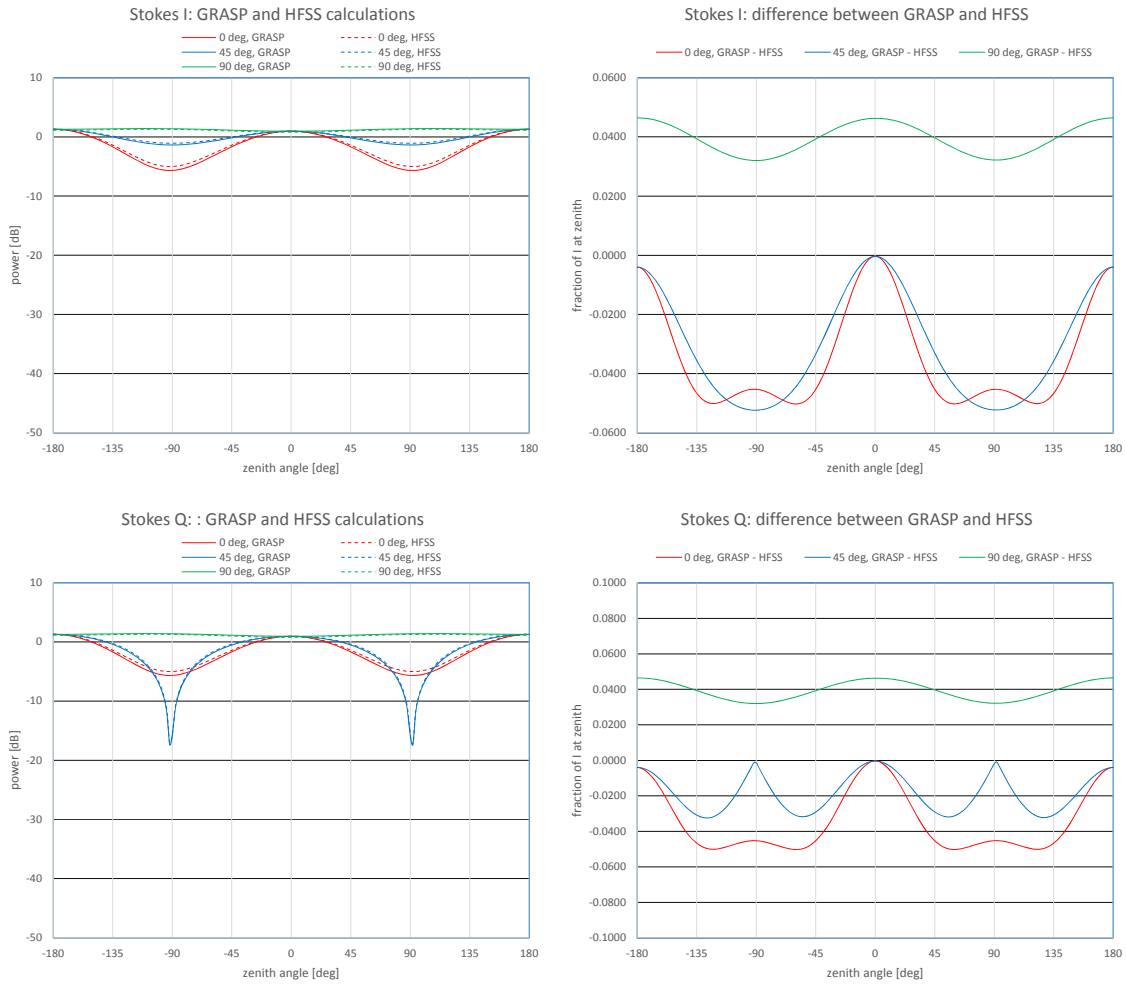 Stokes I: GRASP and HFSS calculations
0 deg, GRASP 0 deg, HFSS
45 deg, GRASP 45 deg, HFSS
90 deg, GRASP 90 deg, HFSS
10
0
-10
-20
-30
-40
-50
power [dB]
-180 -135 -90 -45 0 45 90 135 180
zenith angle [deg]
Stokes I: difference between GRASP and HFSS
0 deg, GRASP - HFSS 45 deg, GRASP - HFSS 90 deg, GRASP - HFSS
0.0600
0.0400
0.0200
0.0000
-0.0200
-0.0400
-0.0600
fraction of I at zenith
-180 -135 -90 -45 0 45 90 135 180
zenith angle [deg]
Stokes Q: : GRASP and HFSS calculations
0 deg, GRASP 0 deg, HFSS
45 deg, GRASP 45 deg, HFSS
90 deg, GRASP 90 deg, HFSS
10
0
-10
-20
-30
-40
-50
power [dB]
-180 -135 -90 -45 0 45 90 135 180
zenith angle [deg]
Stokes Q: difference between GRASP and HFSS
0 deg, GRASP - HFSS 45 deg, GRASP - HFSS 90 deg, GRASP - HFSS
0.1000
0.0800
0.0600
0.0400
0.0200
0.0000
-0.0200
-0.0400
-0.0600
-0.0800
-0.1000
fraction of I at zenith
-180 -135 -90 -45 0 45 90 135 180
zenith angle [deg]